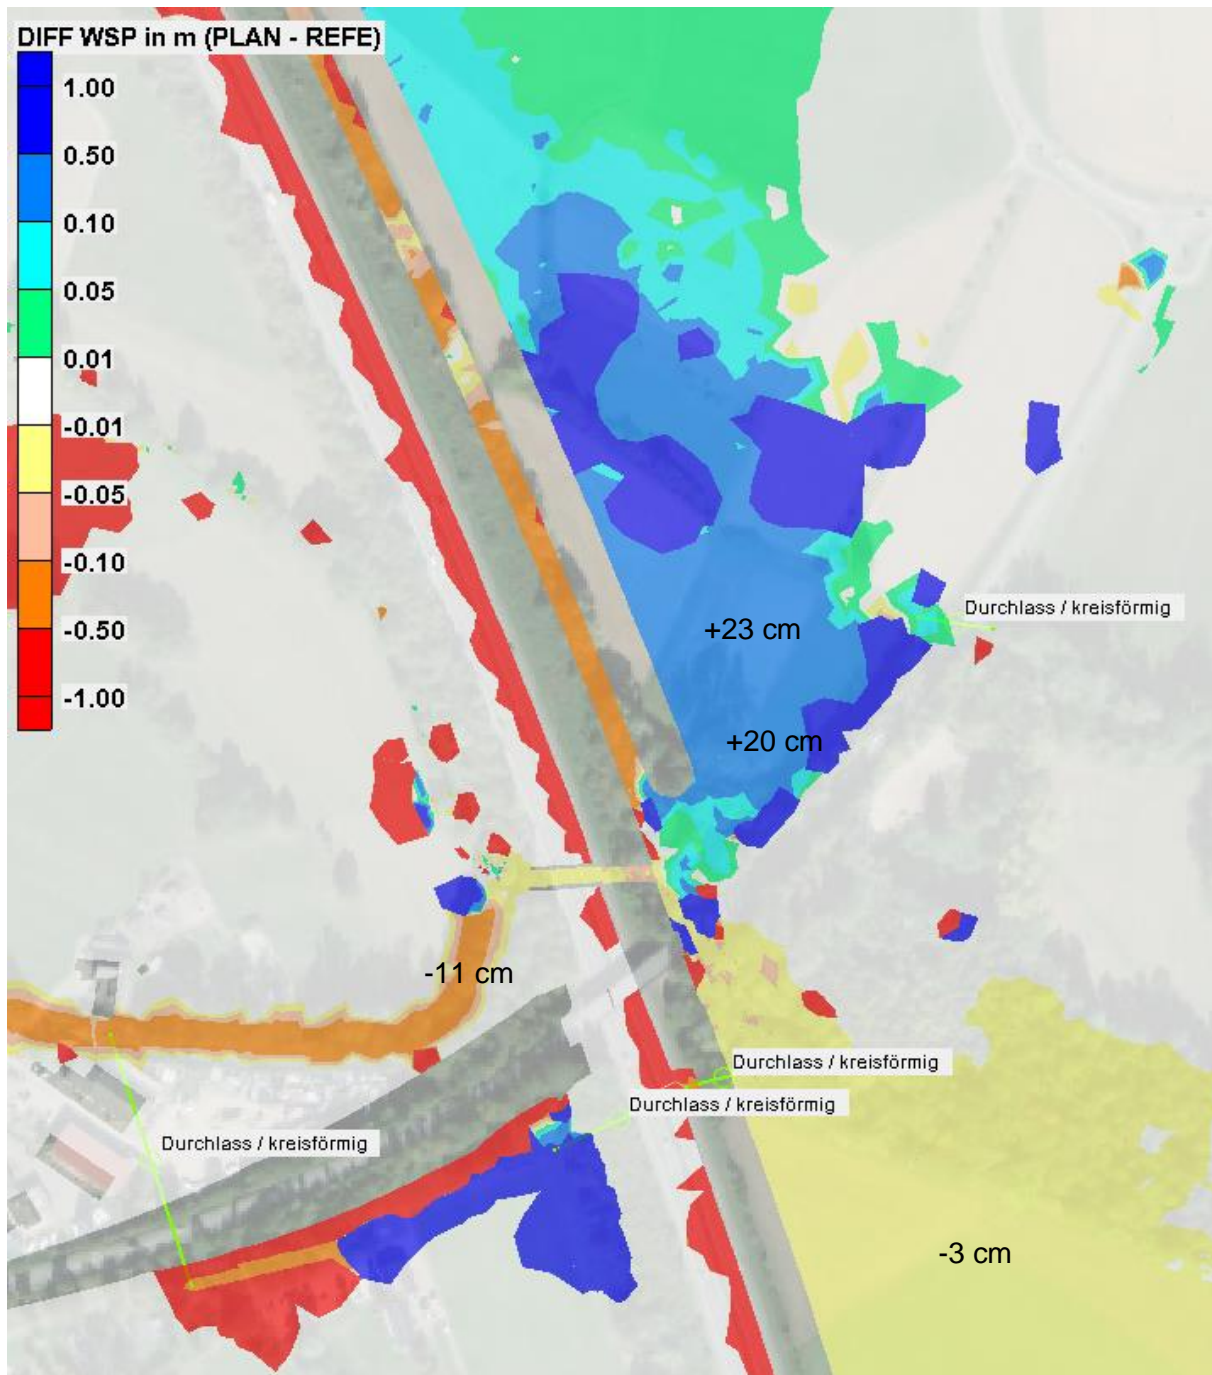 DIFF WSP in m (PLAN - REFE)
1.00
0.50
0.10
0.05
0.01
-0.01
-0.05
-0.10
-0.50
-1.00
Durchlass / kreisförmig
+23 cm
+20 cm
-11 cm
Durchlass / kreisförmig
Durchlass / kreisförmig
Durchlass / kreisförmig
-3 cm